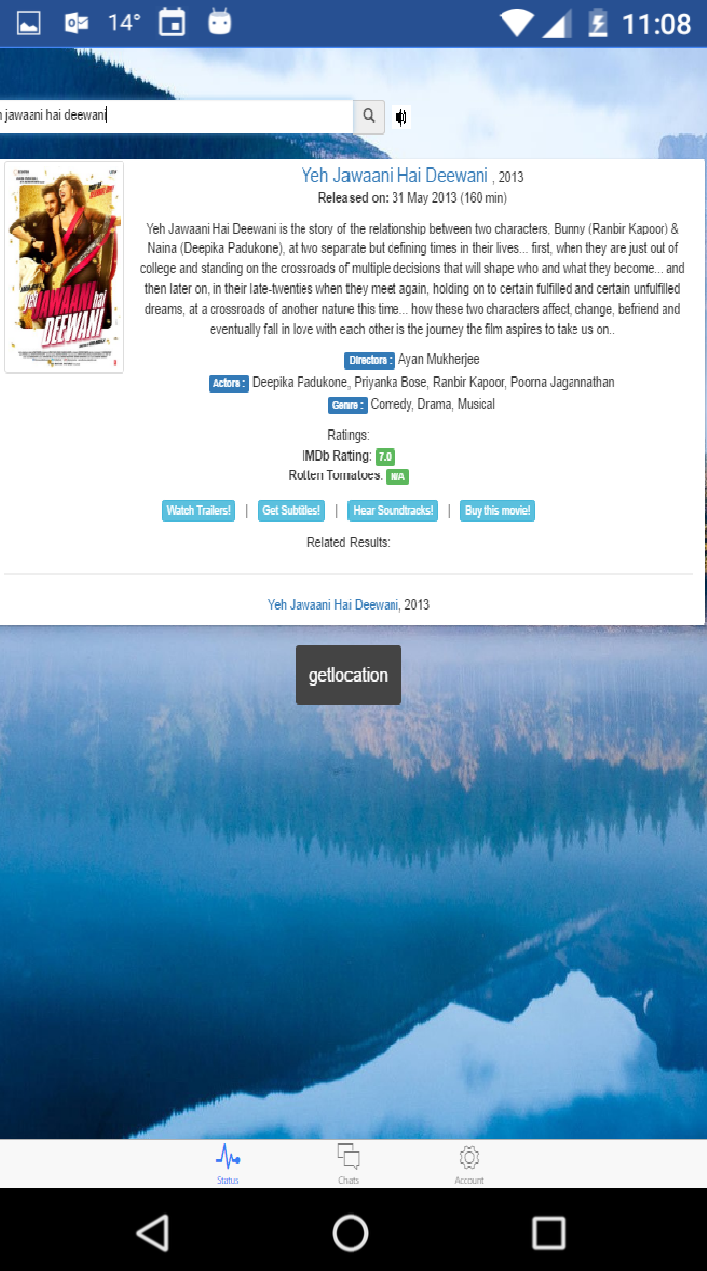 14° 11:08
jawaani hai deewani
Yeh Jawaani Hai Deewani , 2013
Released on: 31 May 2013 (160 min)
Yeh Jawaani Hai Deewani is the story of the relationship between two characters, Bunny (Ranbir Kapoor) &
Naina (Deepika Padukone), at two separate but defining times in their lives... first, when they are just out of
college and standing on the crossroads of multiple decisions that will shape who and what they become... and
then later on, in their late-twenties when they meet again, holding on to certain fulfilled and certain unfulfilled
dreams, at a crossroads of another nature this time... how these two characters affect, change, befriend and
eventually fall in love with each other is the journey the film aspires to take us on..
Directors : Ayan Mukherjee
Actors : Deepika Padukone,, Priyanka Bose, Ranbir Kapoor, Poorna Jagannathan
Genre : Comedy, Drama, Musical
Ratiings:
IMDb Ratting: 7.0
Rotten Tomatoes: N/A
Watch Trailers! | Get Subtitles! | Hear Soundtracks! | Buy this movie!
Related Results:
Yeh Jawaani Hai Deewani, 2013
yeh JAWAANI hai
DEEWANI
getlocation
Status Chats Account